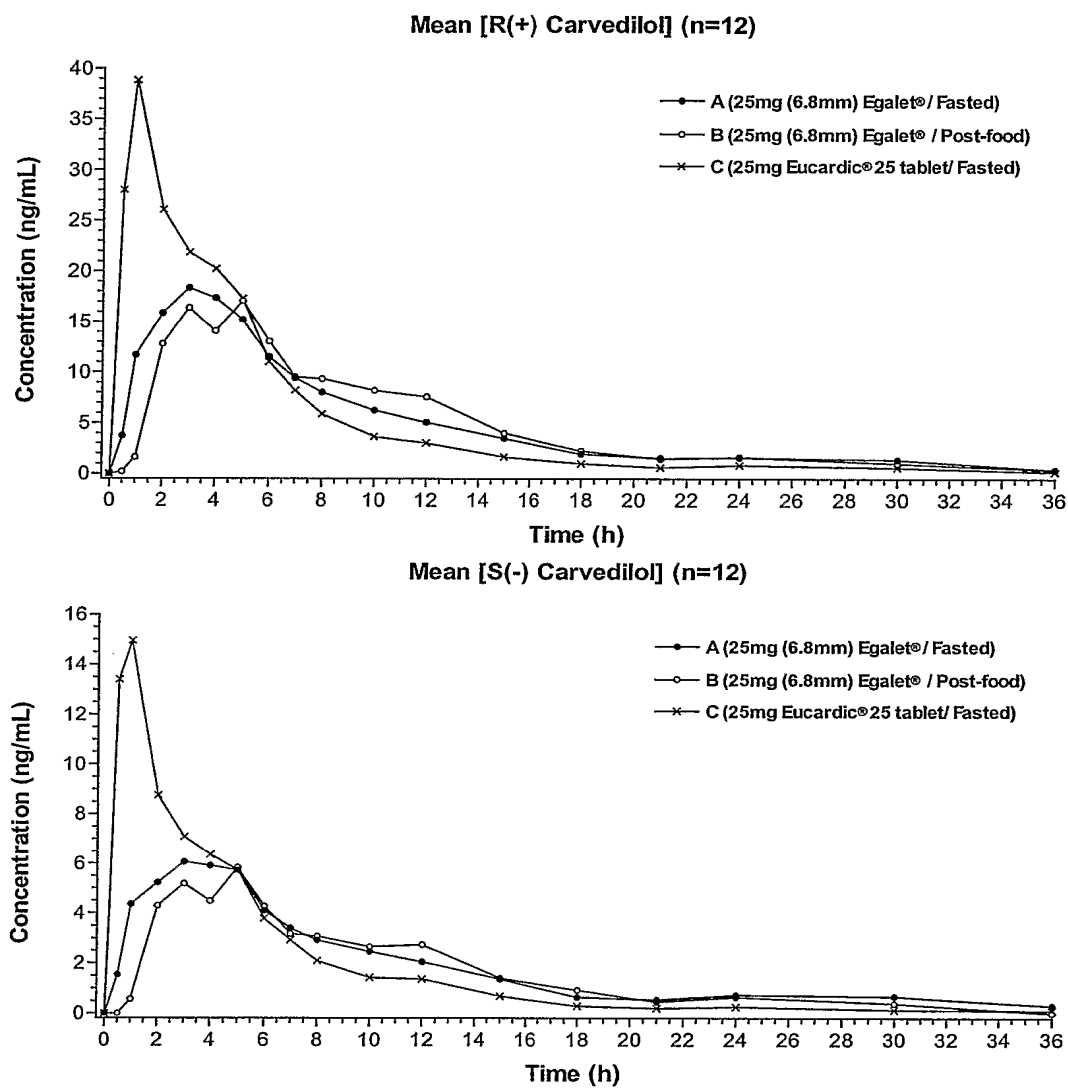 Mean [R(+) Carvedilol] (n=12)
A (25mg (6.8mm) Egalet®/ Fasted)
B (25mg (6.8mm) Egalet® / Post-food)
C (25mg Eucardic®25 tablet/ Fasted)
Concentration (ng/mL)
40
35
30
25
20
15
10
5
0
0 2 4 6 8 10 12 14 16 18 20 22 24 26 28 30 32 34 36
Time (h)
Mean [S(-) Carvedilol] (n=12)
A (25mg (6.8mm) Egalet®/ Fasted)
B (25mg (6.8mm) Egalet® / Post-food)
C (25mg Eucardic®25 tablet/ Fasted)
Concentration (ng/mL)
16
14
12
10
8
6
4
2
0
0 2 4 6 8 10 12 14 16 18 20 22 24 26 28 30 32 34 36
Time (h)